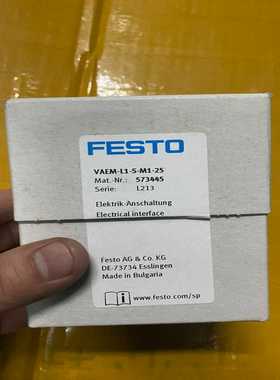 FESTO
VAEM-L1-S-M1-25
Mat.-Nr.: 573445
Serie: L213
Elektrik-Anschaltung
Electrical interface
Festo AG & Co. KG
DE-73734 Esslingen
Made in Bulgaria
www.festo.com/sp